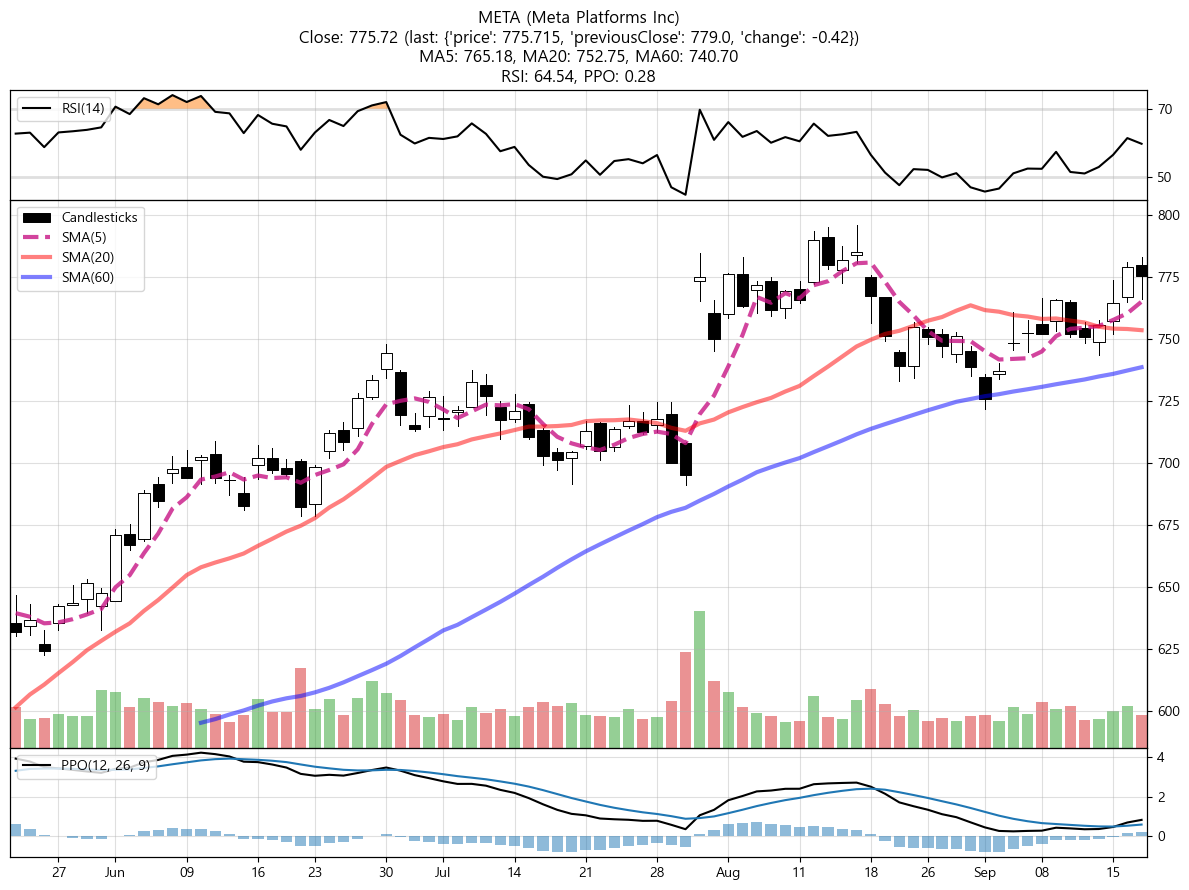 META (Meta Platforms Inc)
Close: 775.72 (last: {'price': 775.715, 'previousClose': 779.0, 'change': -0.42})
MA5: 765.18, MA20: 752.75, MA60: 740.70
RSI: 64.54, PPO: 0.28
RSI(14)
70
50
Candlesticks
SMA(5)
SMA(20)
SMA(60)
800
775
750
725
700
675
650
625
600
PPO(12, 26, 9)
4
2
0
27 Jun 09 16 23 30 Jul 14 21 28 Aug 11 18 26 Sep 08 15